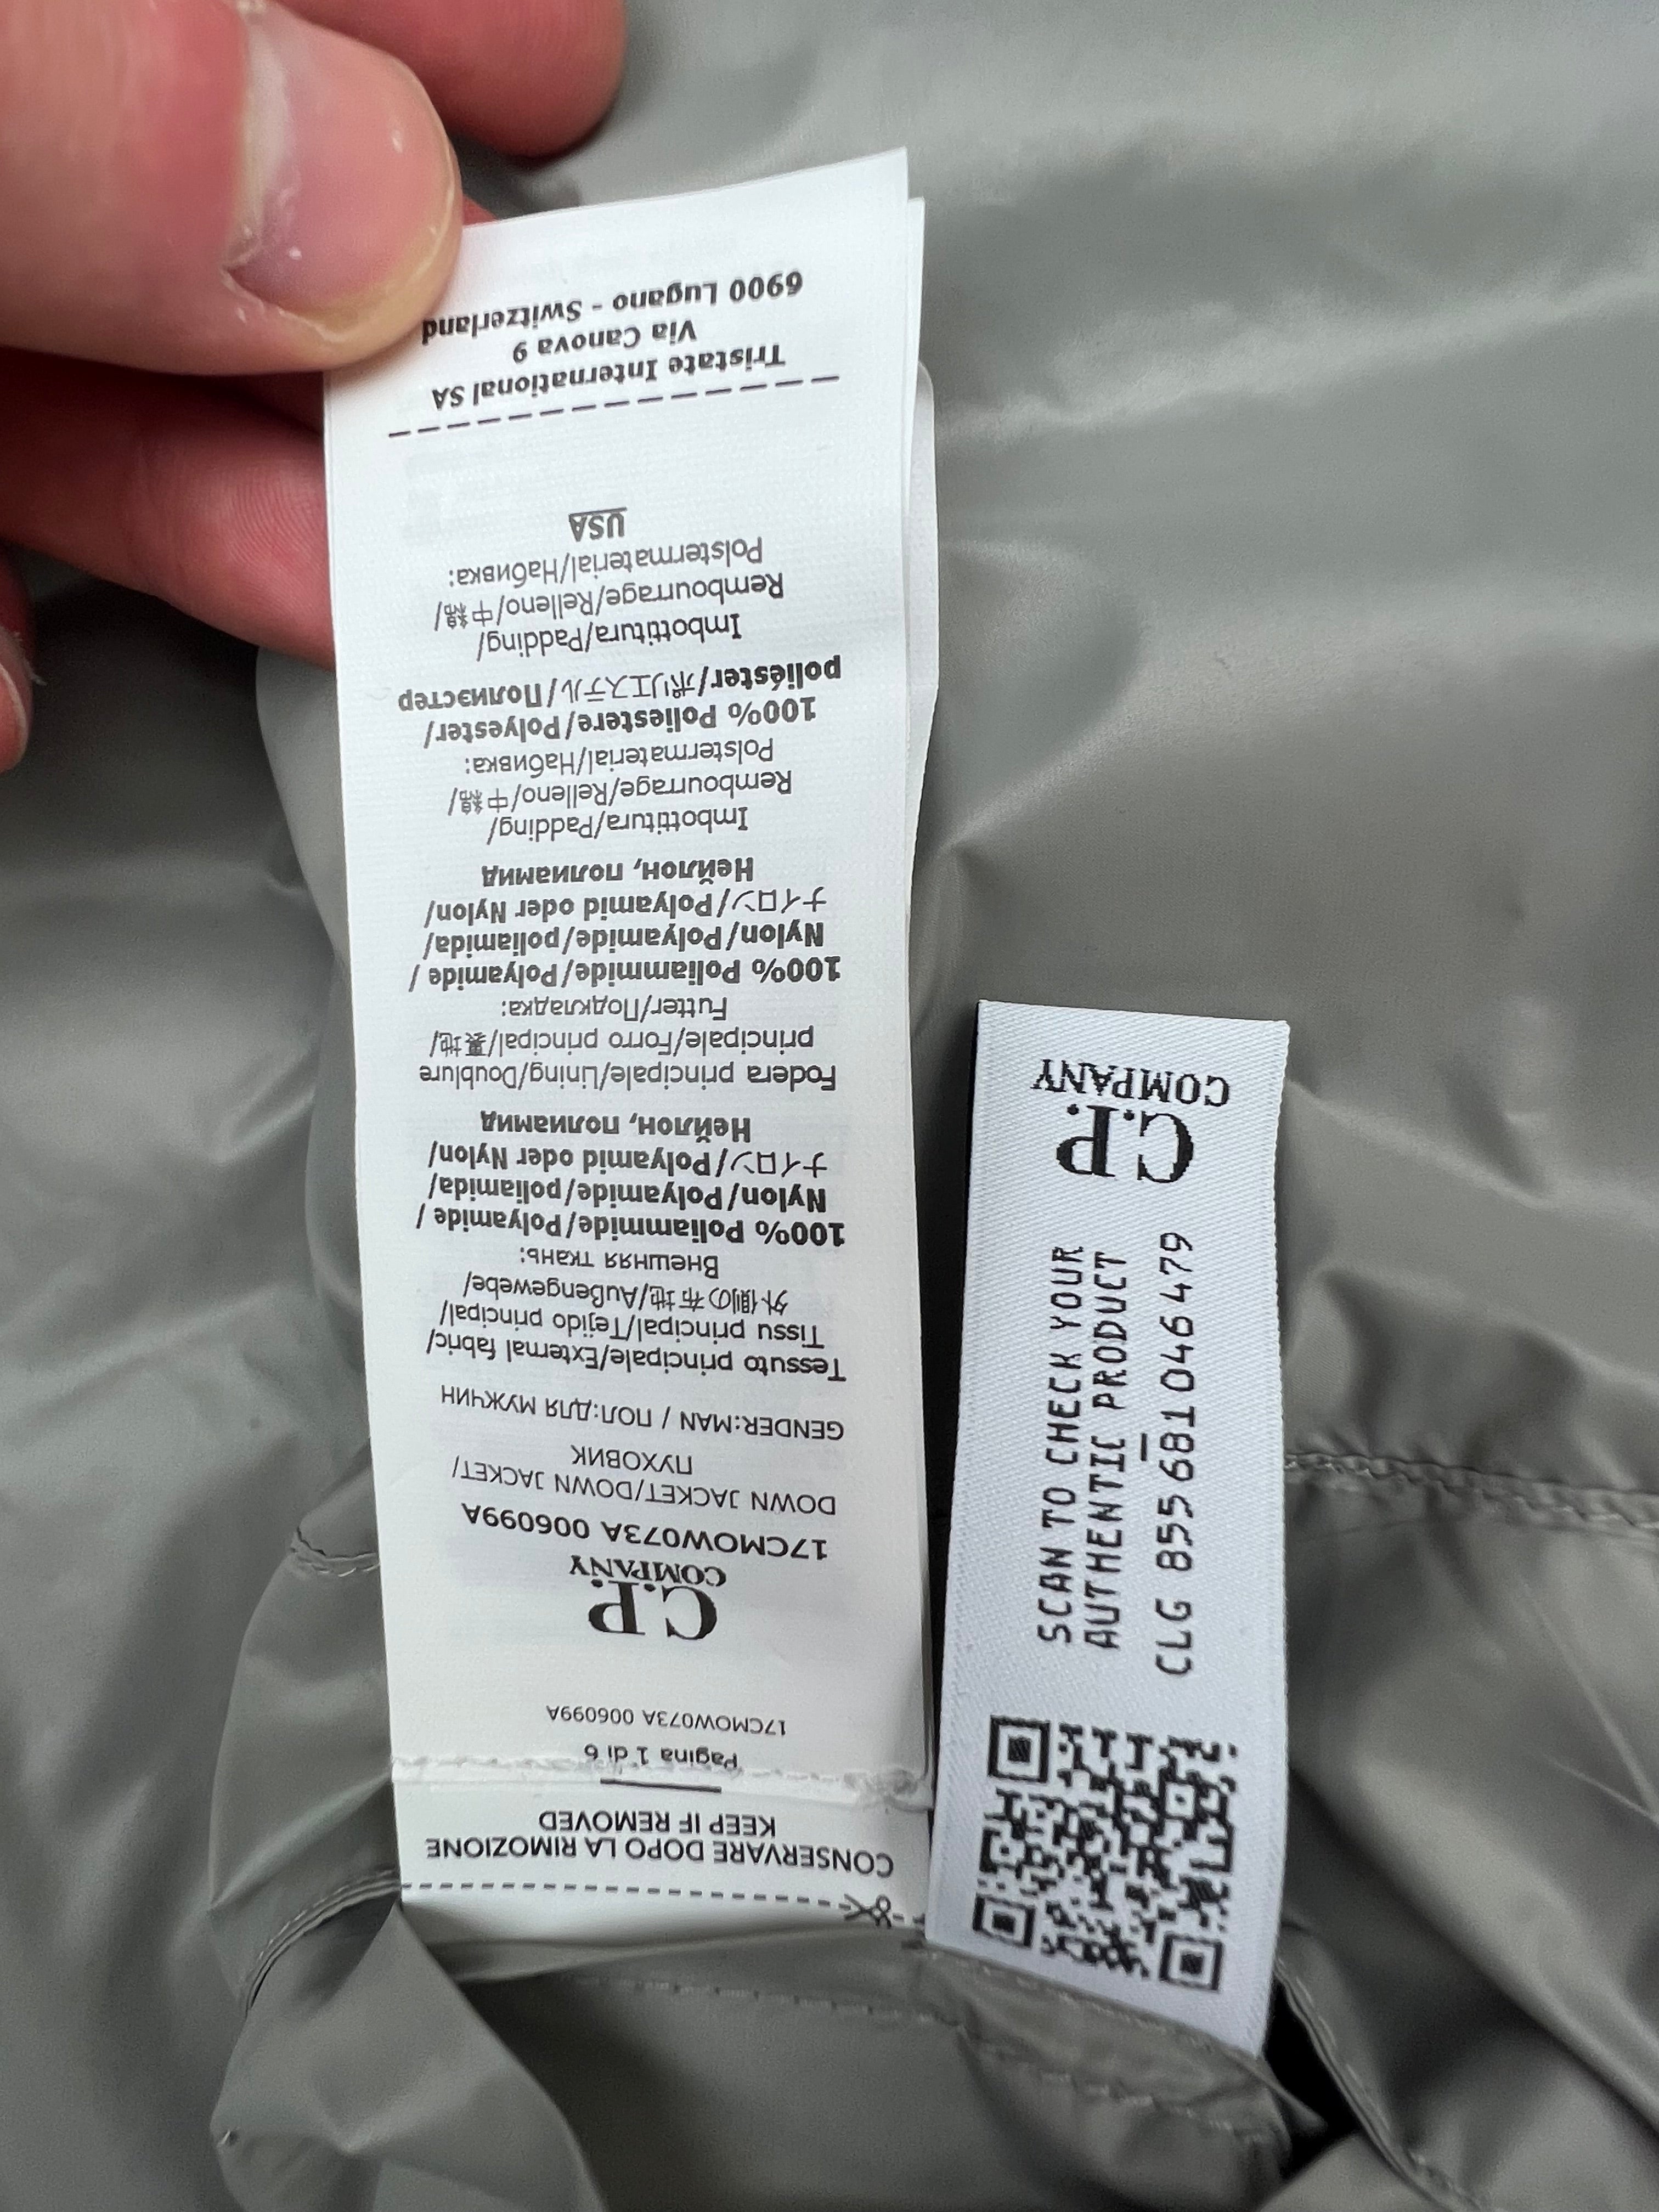 CONSERVARE DOPO LA RIMOZIONE
KEEP IF REMOVED
Pagina 1 di 6
17CMOW073A 006099A
C.P.
COMPANY
17CMOW073A 006099A
DOWN JACKET/DOWN JACKET/
ПУХОВИК
GENDER:MAN / ПОЛ:ДЛЯ МУЖЧИН
Tessuto principale/External fabric/
Tissu principal/Tejido principal/
外側の布地/Außengewebe/
Внешняя ткань:
100% Poliammide/Polyamide /
Nylon/Polyamide/poliamida/
ナイロン/Polyamid oder Nylon/
Нейлон, полиамид
Fodera principale/Lining/Doublure
principale/Forro principal/裏地/
Futter/Подкладка:
100% Poliammide/Polyamide /
Nylon/Polyamide/poliamida/
ナイロン/Polyamid oder Nylon/
Нейлон, полиамид
Imbottitura/Padding/
Rembourrage/Relleno/中綿/
Polstermaterial/Набивка:
100% Poliestere/Polyester/
poliéster/ポリエステル/Полиэстер
Imbottitura/Padding/
Rembourrage/Relleno/中綿/
Polstermaterial/Набивка:
USA
Tristate International SA
Via Canova 9
6900 Lugano - Switzerland
C.P.
COMPANY
SCAN TO CHECK YOUR
AUTHENTIC PRODUCT
CLG 855 681 046 479